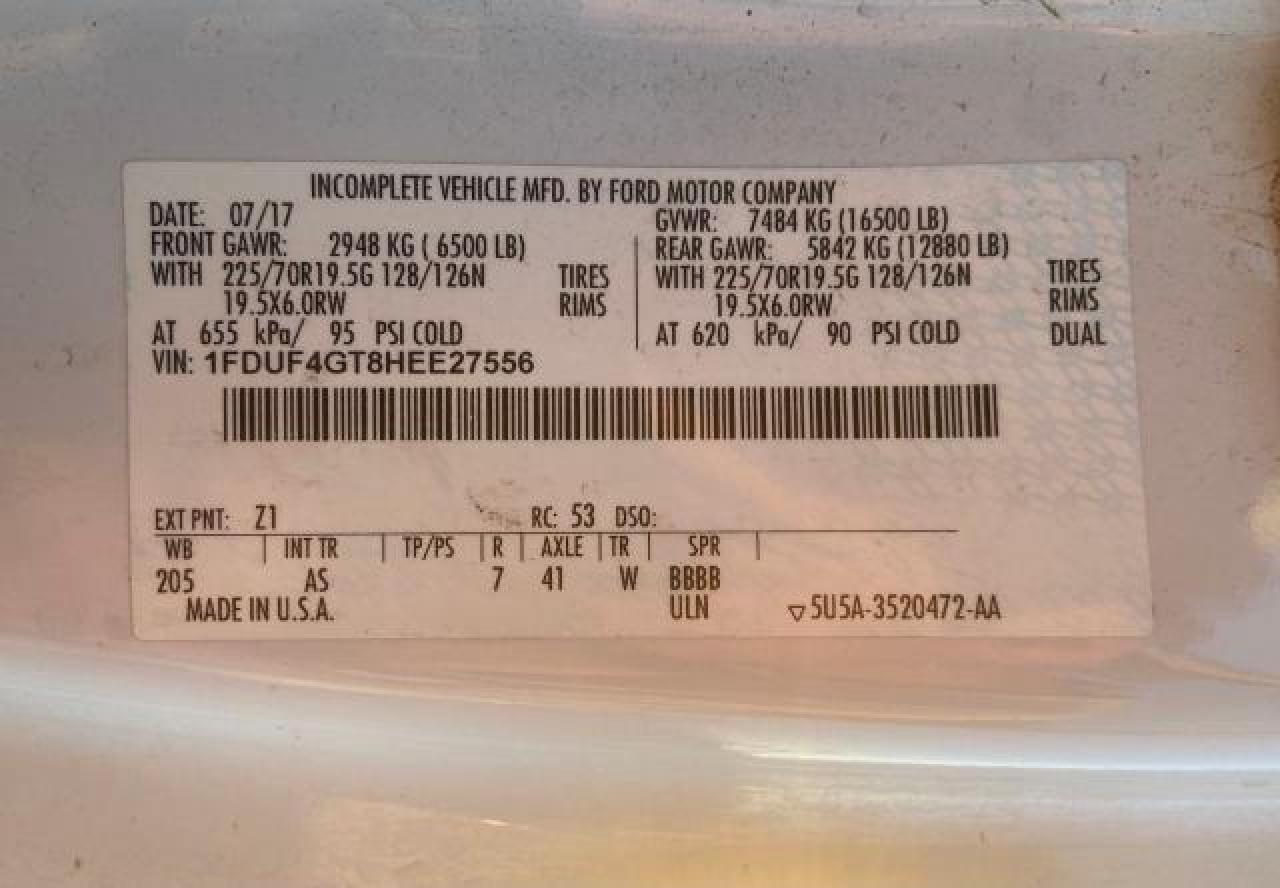 INCOMPLETE VEHICLE MFD. BY FORD MOTOR COMPANY
DATE: 07/17 GVWR: 7484 KG (16500 LB)
FRONT GAWR: 2948 KG ( 6500 LB) REAR GAWR: 5842 KG (12880 LB)
WITH 225/70R19.5G 128/126N TIRES WITH 225/70R19.5G 128/126N TIRES
19.5X6.0RW RIMS 19.5X6.0RW RIMS
AT 655 kPa/ 95 PSI COLD AT 620 kPa/ 90 PSI COLD DUAL
VIN: 1FDUF4GT8HEE27556
EXT PNT: Z1 RC: 53 DSO:
WB INT TR TP/PS R AXLE TR SPR
205 AS 7 41 W BBBB
MADE IN U.S.A. ULN ▽5U5A-3520472-AA